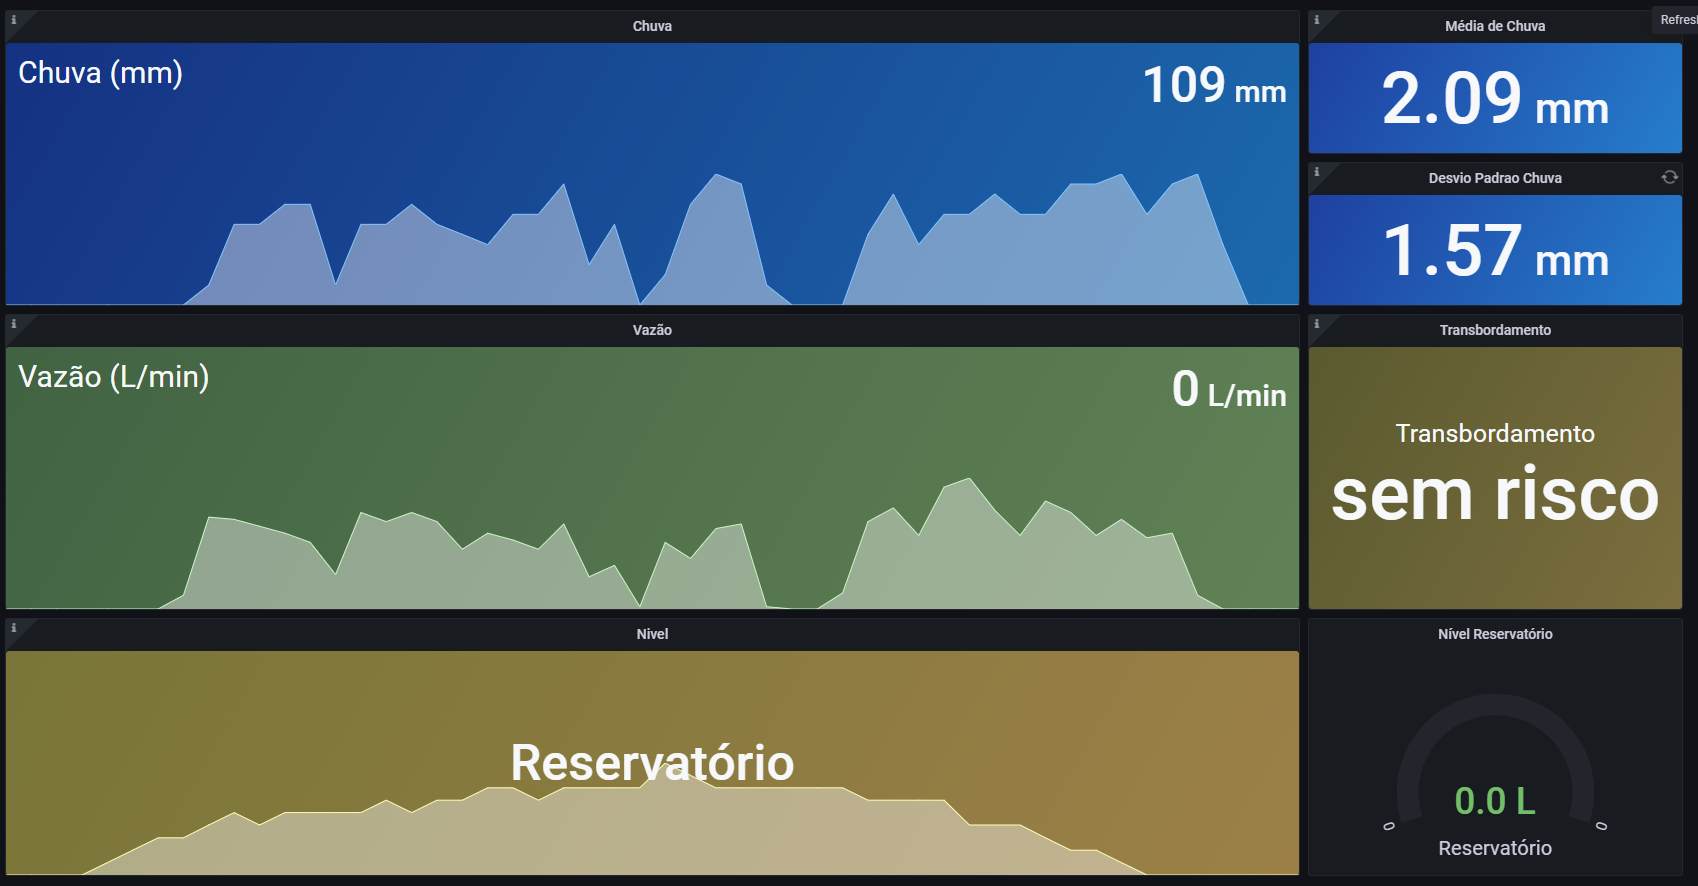 Chuva
Chuva (mm)
109 mm
Média de Chuva
2.09 mm
Desvio Padrao Chuva
1.57 mm
Vazão
Vazão (L/min)
0 L/min
Transbordamento
Transbordamento
sem risco
Nivel
Reservatório
Nível Reservatório
0.0 L
0
0
Reservatório